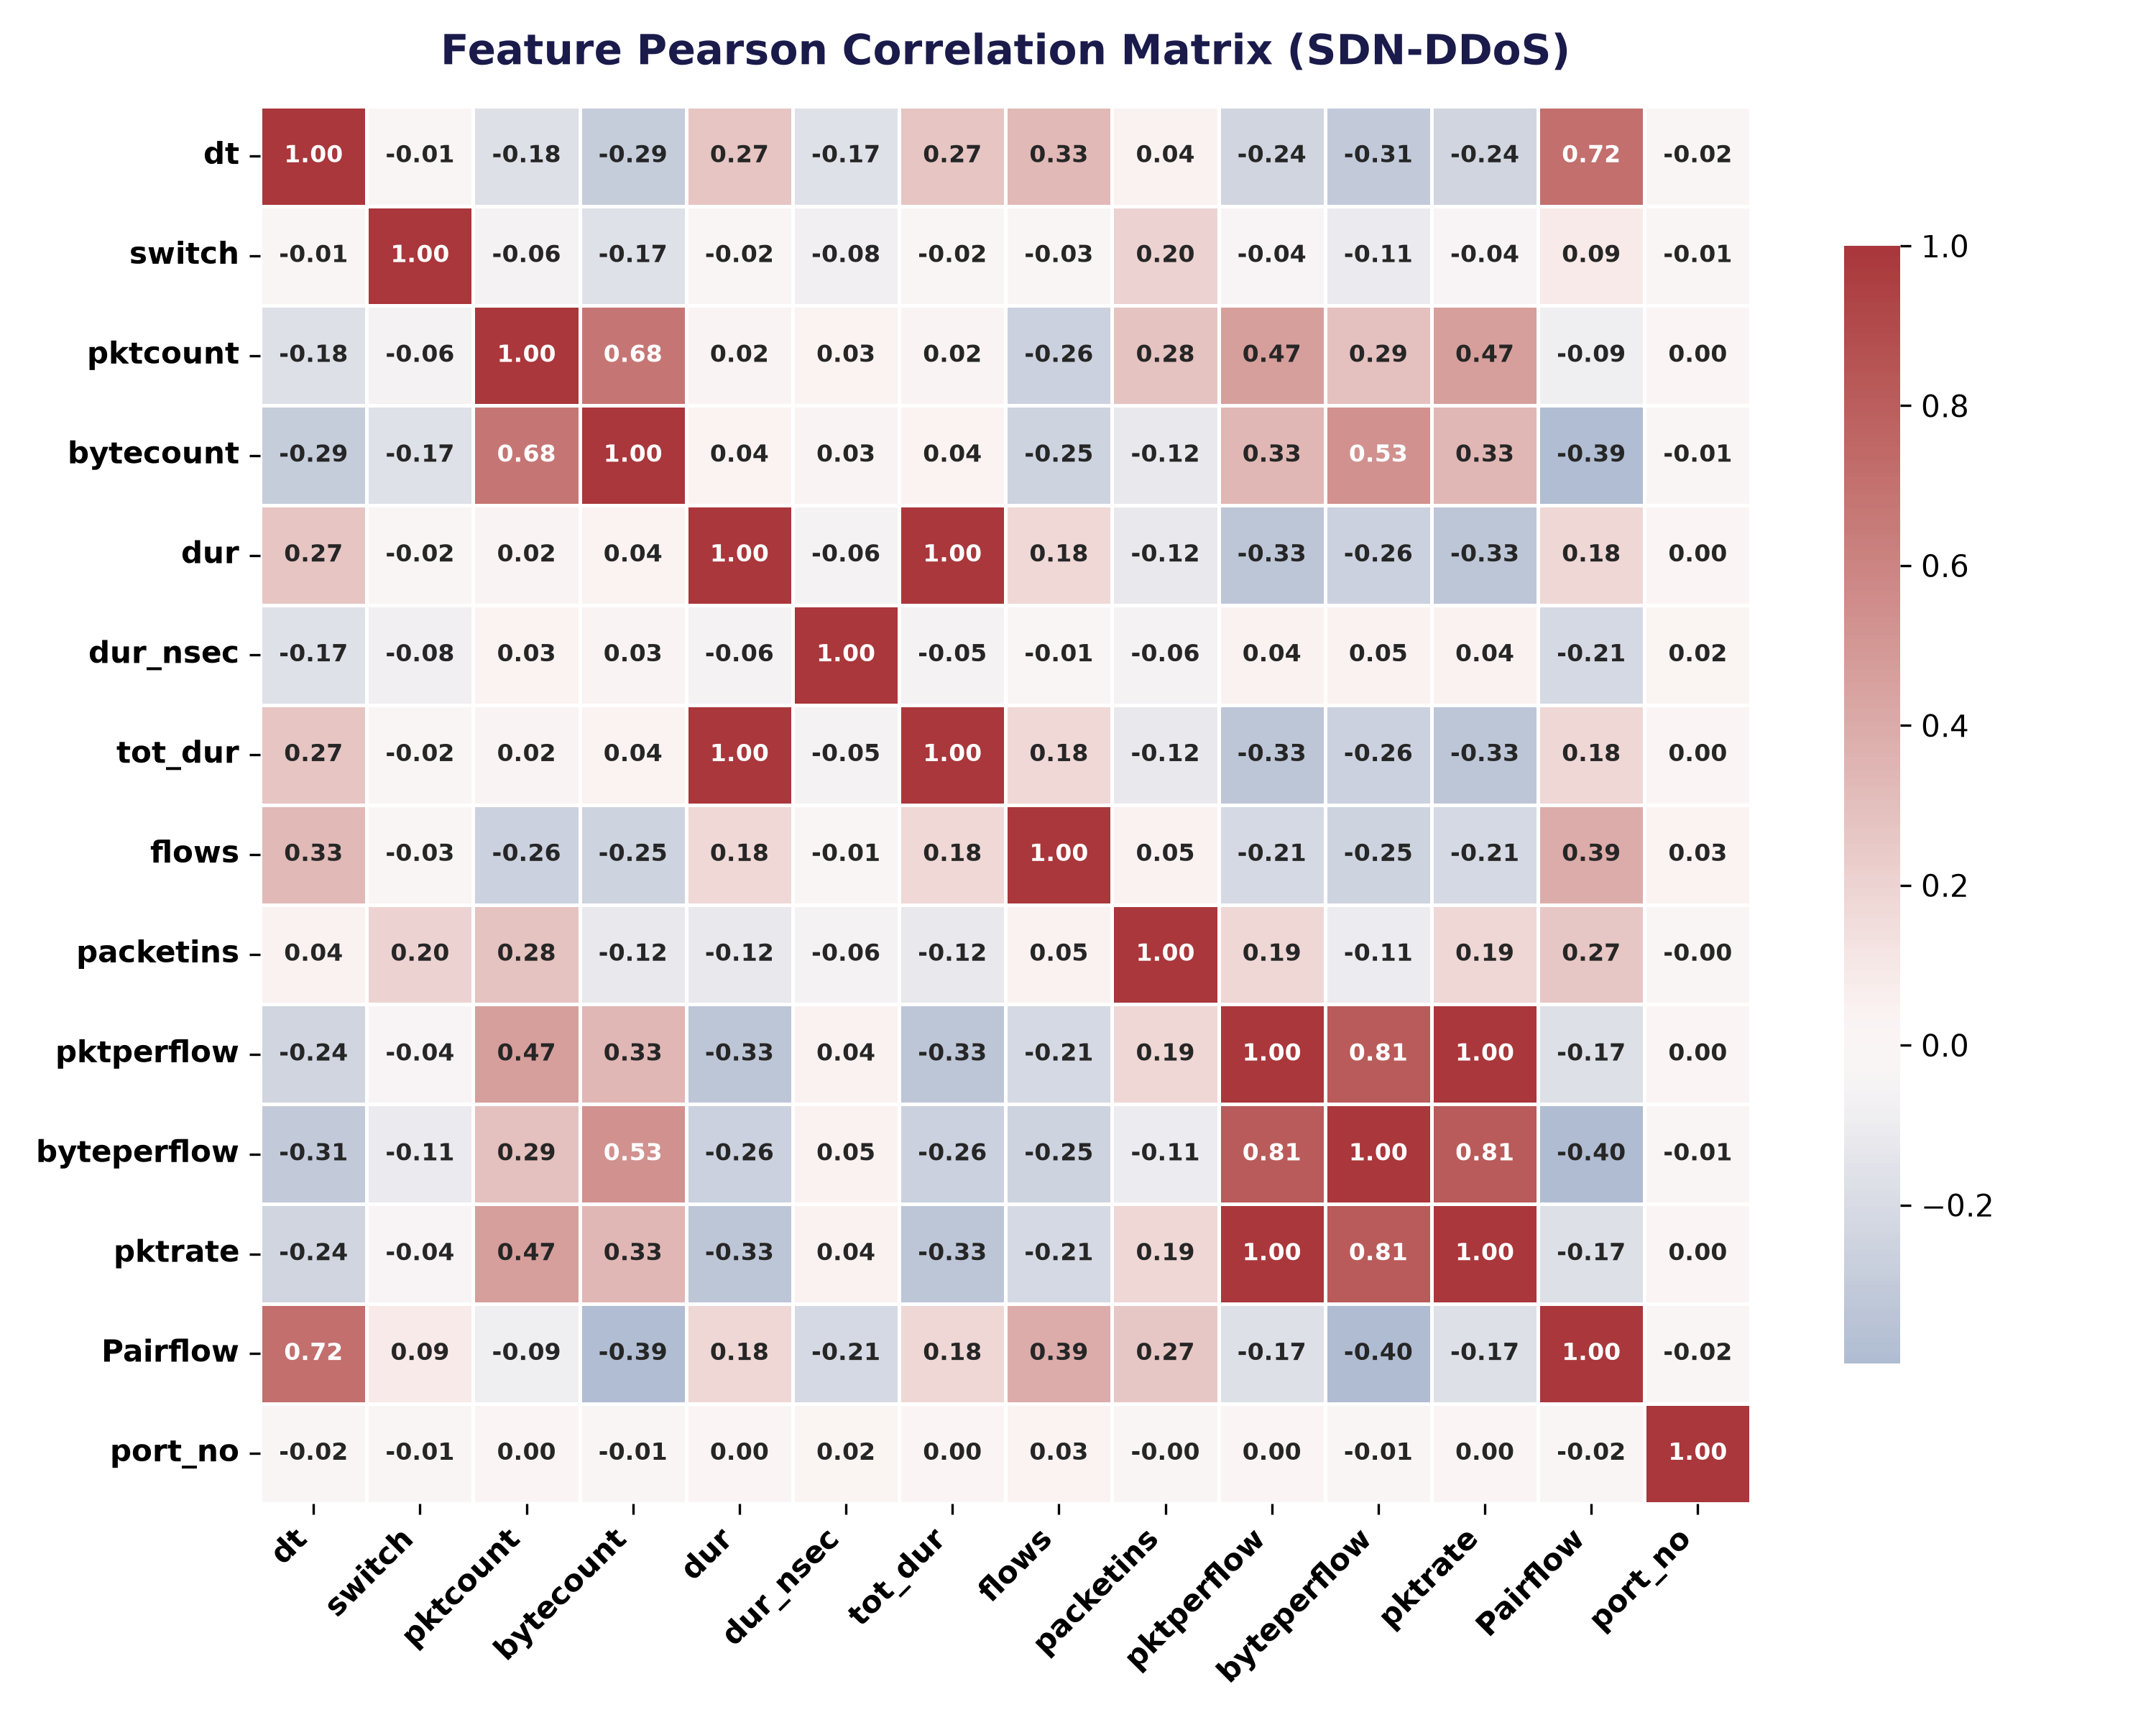 Feature Pearson Correlation Matrix (SDN-DDoS)
dt 1.00 -0.01 -0.18 -0.29 0.27 -0.17 0.27 0.33 0.04 -0.24 -0.31 -0.24 0.72 -0.02
switch -0.01 1.00 -0.06 -0.17 -0.02 -0.08 -0.02 -0.03 0.20 -0.04 -0.11 -0.04 0.09 -0.01
pktcount -0.18 -0.06 1.00 0.68 0.02 0.03 0.02 -0.26 0.28 0.47 0.29 0.47 -0.09 0.00
bytecount -0.29 -0.17 0.68 1.00 0.04 0.03 0.04 -0.25 -0.12 0.33 0.53 0.33 -0.39 -0.01
dur 0.27 -0.02 0.02 0.04 1.00 -0.06 1.00 0.18 -0.12 -0.33 -0.26 -0.33 0.18 0.00
dur_nsec -0.17 -0.08 0.03 0.03 -0.06 1.00 -0.05 -0.01 -0.06 0.04 0.05 0.04 -0.21 0.02
tot_dur 0.27 -0.02 0.02 0.04 1.00 -0.05 1.00 0.18 -0.12 -0.33 -0.26 -0.33 0.18 0.00
flows 0.33 -0.03 -0.26 -0.25 0.18 -0.01 0.18 1.00 0.05 -0.21 -0.25 -0.21 0.39 0.03
packetins 0.04 0.20 0.28 -0.12 -0.12 -0.06 -0.12 0.05 1.00 0.19 -0.11 0.19 0.27 -0.00
pktperflow -0.24 -0.04 0.47 0.33 -0.33 0.04 -0.33 -0.21 0.19 1.00 0.81 1.00 -0.17 0.00
byteperflow -0.31 -0.11 0.29 0.53 -0.26 0.05 -0.26 -0.25 -0.11 0.81 1.00 0.81 -0.40 -0.01
pktrate -0.24 -0.04 0.47 0.33 -0.33 0.04 -0.33 -0.21 0.19 1.00 0.81 1.00 -0.17 0.00
Pairflow 0.72 0.09 -0.09 -0.39 0.18 -0.21 0.18 0.39 0.27 -0.17 -0.40 -0.17 1.00 -0.02
port_no -0.02 -0.01 0.00 -0.01 0.00 0.02 0.00 0.03 -0.00 0.00 -0.01 0.00 -0.02 1.00
dt switch pktcount bytecount dur dur_nsec tot_dur flows packetins pktperflow byteperflow pktrate Pairflow port_no
1.0
0.8
0.6
0.4
0.2
0.0
−0.2